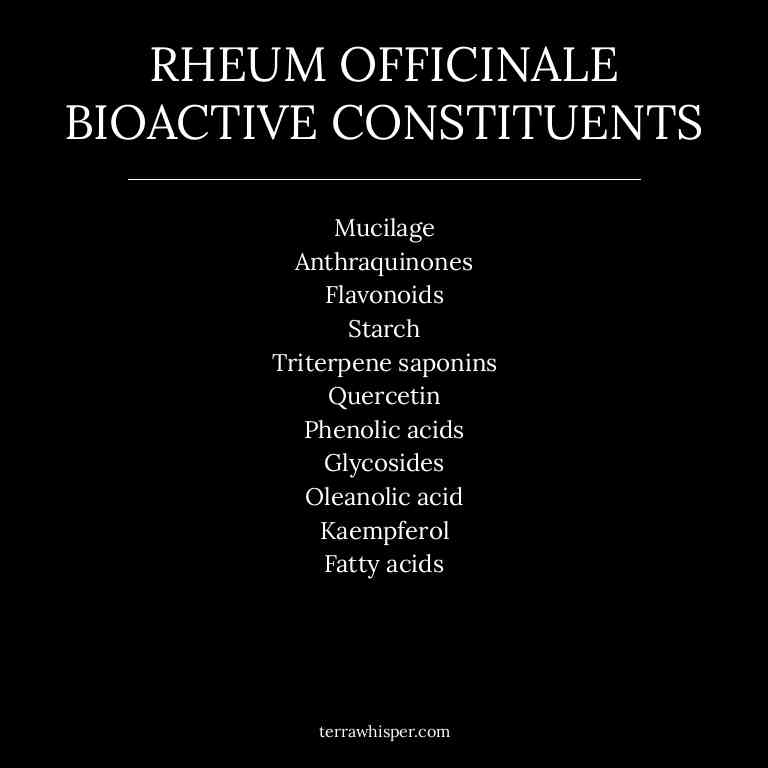 RHEUM OFFICINALE
BIOACTIVE CONSTITUENTS
Mucilage
Anthraquinones
Flavonoids
Starch
Triterpene saponins
Quercetin
Phenolic acids
Glycosides
Oleanolic acid
Kaempferol
Fatty acids
terrawhisper.com